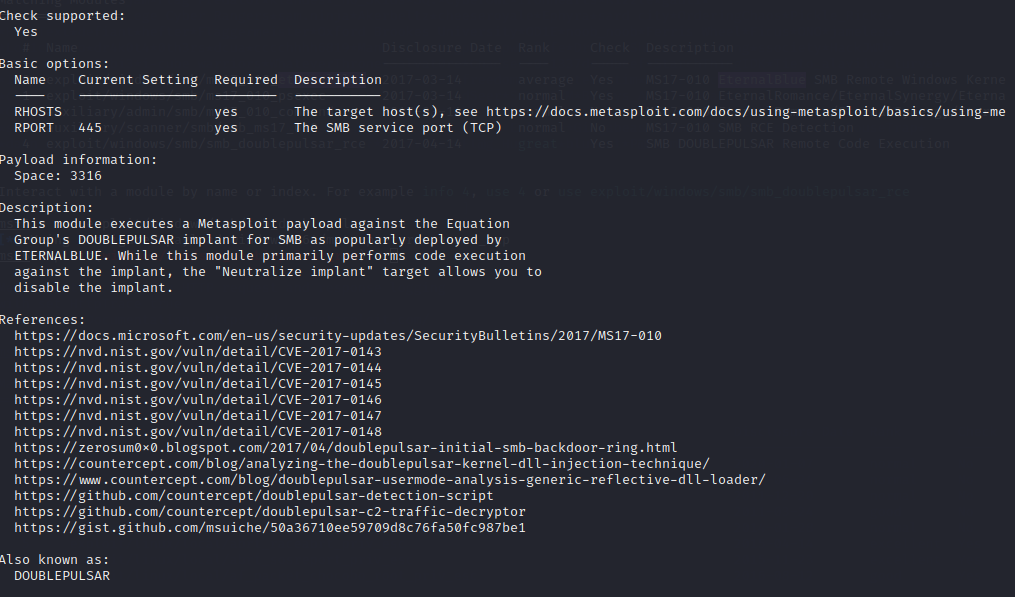 Check supported:
Yes
# Name Disclosure Date Rank Check Description
Basic options:
Name Current Setting Required Description
RHOSTS yes The target host(s), see https://docs.metasploit.com/docs/using-metasploit/basics/using-me
RPORT 445 yes The SMB service port (TCP)
Payload information:
Space: 3316
Description:
This module executes a Metasploit payload against the Equation
Group's DOUBLEPULSAR implant for SMB as popularly deployed by
ETERNALBLUE. While this module primarily performs code execution
against the implant, the "Neutralize implant" target allows you to
disable the implant.
References:
https://docs.microsoft.com/en-us/security-updates/SecurityBulletins/2017/MS17-010
https://nvd.nist.gov/vuln/detail/CVE-2017-0143
https://nvd.nist.gov/vuln/detail/CVE-2017-0144
https://nvd.nist.gov/vuln/detail/CVE-2017-0145
https://nvd.nist.gov/vuln/detail/CVE-2017-0146
https://nvd.nist.gov/vuln/detail/CVE-2017-0147
https://nvd.nist.gov/vuln/detail/CVE-2017-0148
https://zerosum0×0.blogspot.com/2017/04/doublepulsar-initial-smb-backdoor-ring.html
https://countercept.com/blog/analyzing-the-doublepulsar-kernel-dll-injection-technique/
https://www.countercept.com/blog/doublepulsar-usermode-analysis-generic-reflective-dll-loader/
https://github.com/countercept/doublepulsar-detection-script
https://github.com/countercept/doublepulsar-c2-traffic-decryptor
https://gist.github.com/msuiche/50a36710ee59709d8c76fa50fc987be1
Also known as:
DOUBLEPULSAR